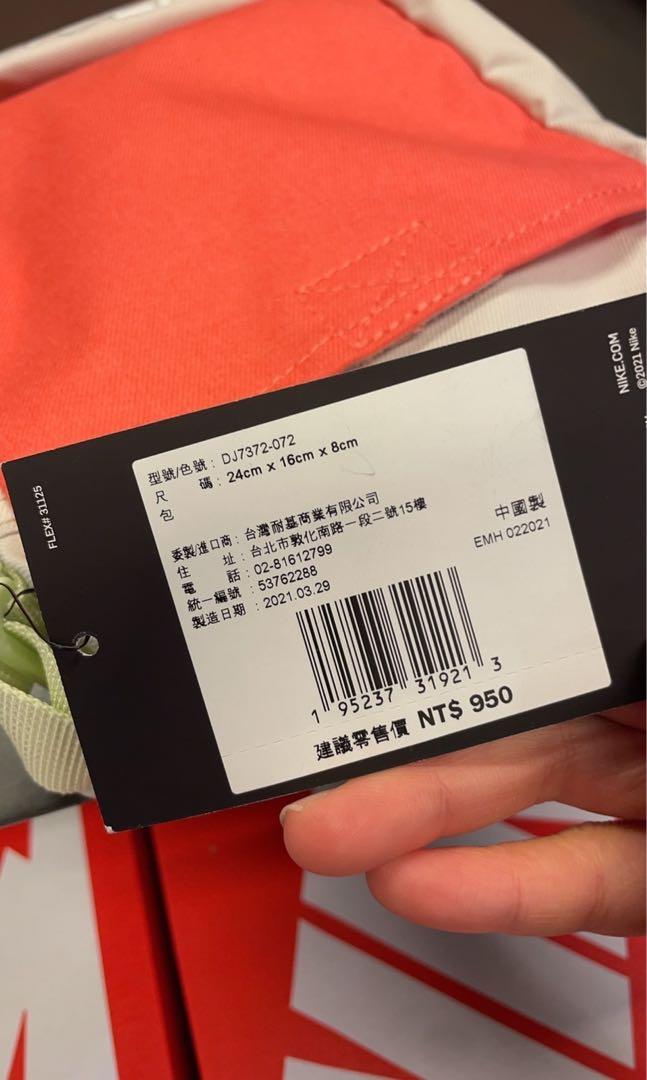 NIKE.COM
©2021 Nike
FLEX# 31125
型號/色號：DJ7372-072
尺 碼：24cm x 16cm x 8cm
包
委製/進口商：台灣耐基商業有限公司
住 址：台北市敦化南路一段二號15樓
電 話：02-81612799
統一編號：53762288
製造日期：2021.03.29
中國製
EMH 022021
1 95237 31921 3
建議零售價 NT$ 950